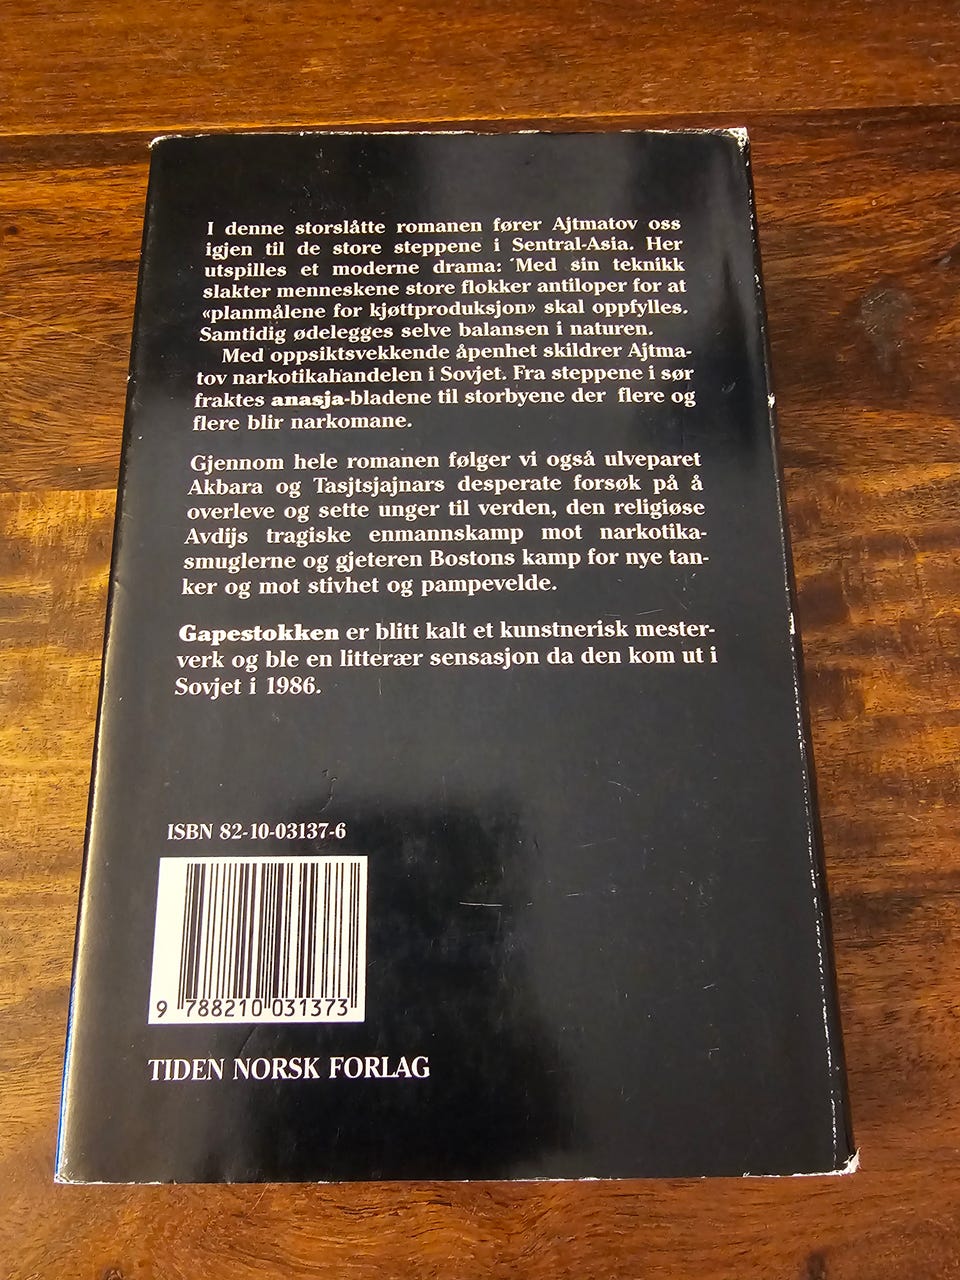 I denne storslåtte romanen fører Ajtmatov oss
igjen til de store steppene i Sentral-Asia. Her
utspilles et moderne drama: Med sin teknikk
slakter menneskene store flokker antiloper for at
«planmålene for kjøttproduksjon» skal oppfylles.
Samtidig ødelegges selve balansen i naturen.
Med oppsiktsvekkende åpenhet skildrer Ajtma-
tov narkotikahandelen i Sovjet. Fra steppene i sør
fraktes anasja-bladene til storbyene der flere og
flere blir narkomane.
Gjennom hele romanen følger vi også ulveparet
Akbara og Tasjtsjajnars desperate forsøk på å
overleve og sette unger til verden, den religiøse
Avdijs tragiske enmannskamp mot narkotika-
smuglerne og gjeteren Bostons kamp for nye tan-
ker og mot stivhet og pampevelde.
Gapestokken er blitt kalt et kunstnerisk mester-
verk og ble en litterær sensasjon da den kom ut i
Sovjet i 1986.
ISBN 82-10-03137-6
9 788210 031373
TIDEN NORSK FORLAG